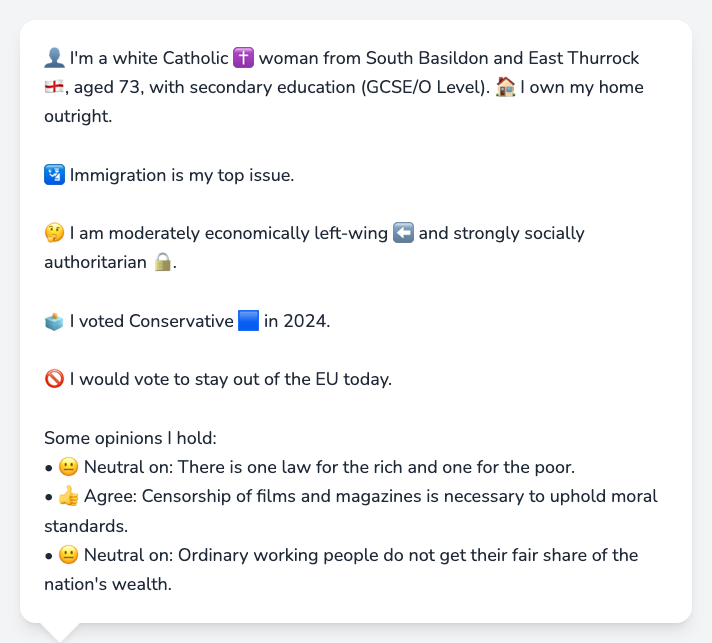 👤 I'm a white Catholic ✝️ woman from South Basildon and East Thurrock
🏴󠁧󠁢󠁥󠁮󠁧󠁿, aged 73, with secondary education (GCSE/O Level). 🏠 I own my home
outright.
🛂 Immigration is my top issue.
🤔 I am moderately economically left-wing ⬅️ and strongly socially
authoritarian 🔒.
🗳️ I voted Conservative 🟦 in 2024.
🚫 I would vote to stay out of the EU today.
Some opinions I hold:
• 😐 Neutral on: There is one law for the rich and one for the poor.
• 👍 Agree: Censorship of films and magazines is necessary to uphold moral
standards.
• 😐 Neutral on: Ordinary working people do not get their fair share of the
nation's wealth.